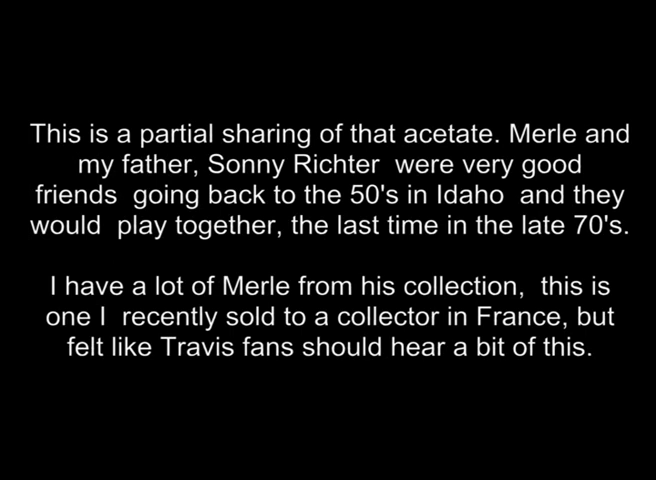 This is a partial sharing of that acetate. Merle and
my father, Sonny Richter  were very good
friends  going back to the 50's in Idaho  and they
would  play together, the last time in the late 70's.
I have a lot of Merle from his collection,  this is
one I  recently sold to a collector in France, but
felt like Travis fans should hear a bit of this.